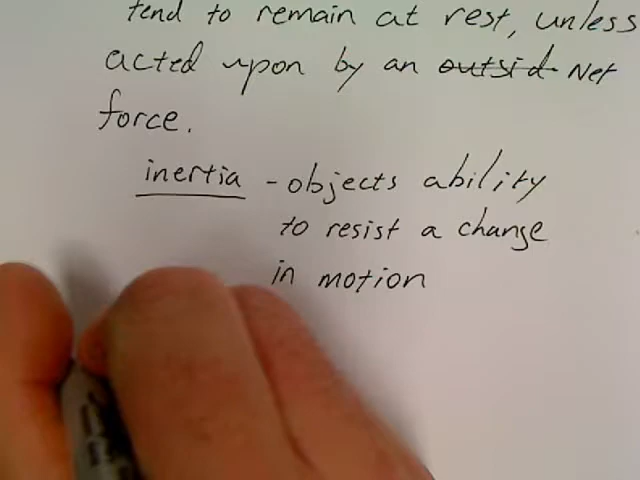 tend to remain at rest, unless
acted upon by an outsid Net
force.
inertia - objects ability
to resist a change
in motion